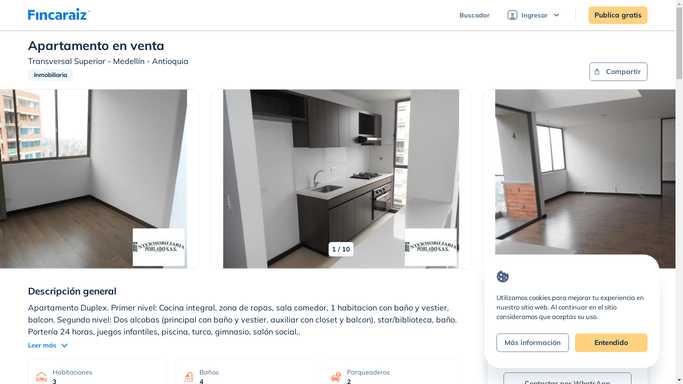 Fincaraiz
Buscador
Ingresar
Publica gratis
Apartamento en venta
Transversal Superior - Medellín - Antioquia
Inmobiliaria
Compartir
INTERMOBILIARIA
POBLADO S.A.S.
1 / 10
INTERMOBILIARIA
POBLADO S.A.S.
Descripción general
Apartamento Duplex. Primer nivel: Cocina integral, zona de ropas, sala comedor, 1 habitacion con baño y vestier,
balcon. Segundo nivel: Dos alcobas (principal con baño y vestier, auxiliar con closet y balcon), star/biblioteca, baño.
Portería 24 horas, juegos infantiles, piscina, turco, gimnasio, salón social..
Leer más
Habitaciones
3
Baños
4
Parqueaderos
2
Utilizamos cookies para mejorar tu experiencia en
nuestro sitio web. Al continuar en el sitio
consideramos que aceptas su uso.
Más información
Entendido
Contactar por WhatsApp